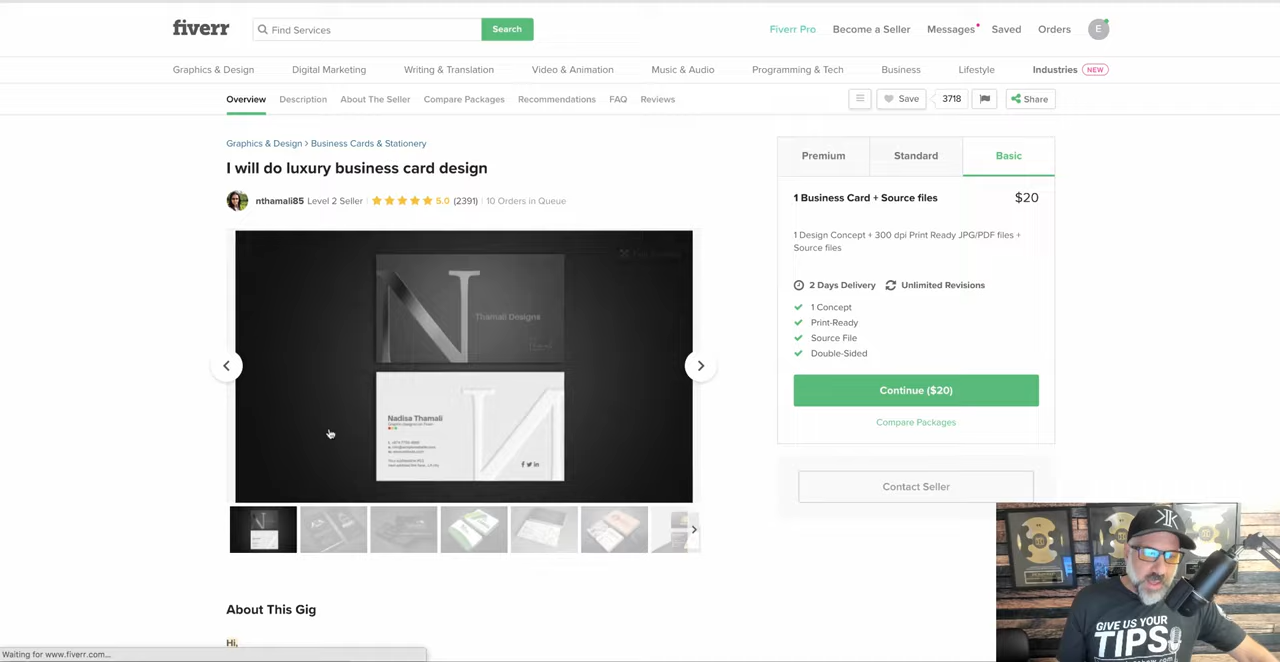 fiverr
Find Services
Search
Fiverr Pro
Become a Seller
Messages
Saved
Orders
E
Graphics & Design
Digital Marketing
Writing & Translation
Video & Animation
Music & Audio
Programming & Tech
Business
Lifestyle
Industries NEW
Overview
Description
About The Seller
Compare Packages
Recommendations
FAQ
Reviews
Save
3718
Share
Graphics & Design > Business Cards & Stationery
I will do luxury business card design
nthamali85 Level 2 Seller 5.0 (2391) 10 Orders in Queue
Premium
Standard
Basic
1 Business Card + Source files $20
1 Design Concept + 300 dpi Print Ready JPG/PDF files +
Source files
2 Days Delivery Unlimited Revisions
1 Concept
Print-Ready
Source File
Double-Sided
Continue ($20)
Compare Packages
Contact Seller
N
Thamali Designs
Nadisa Thamali
N
About This Gig
Hi,
Waiting for www.fiverr.com...
GIVE US YOUR
TIPS